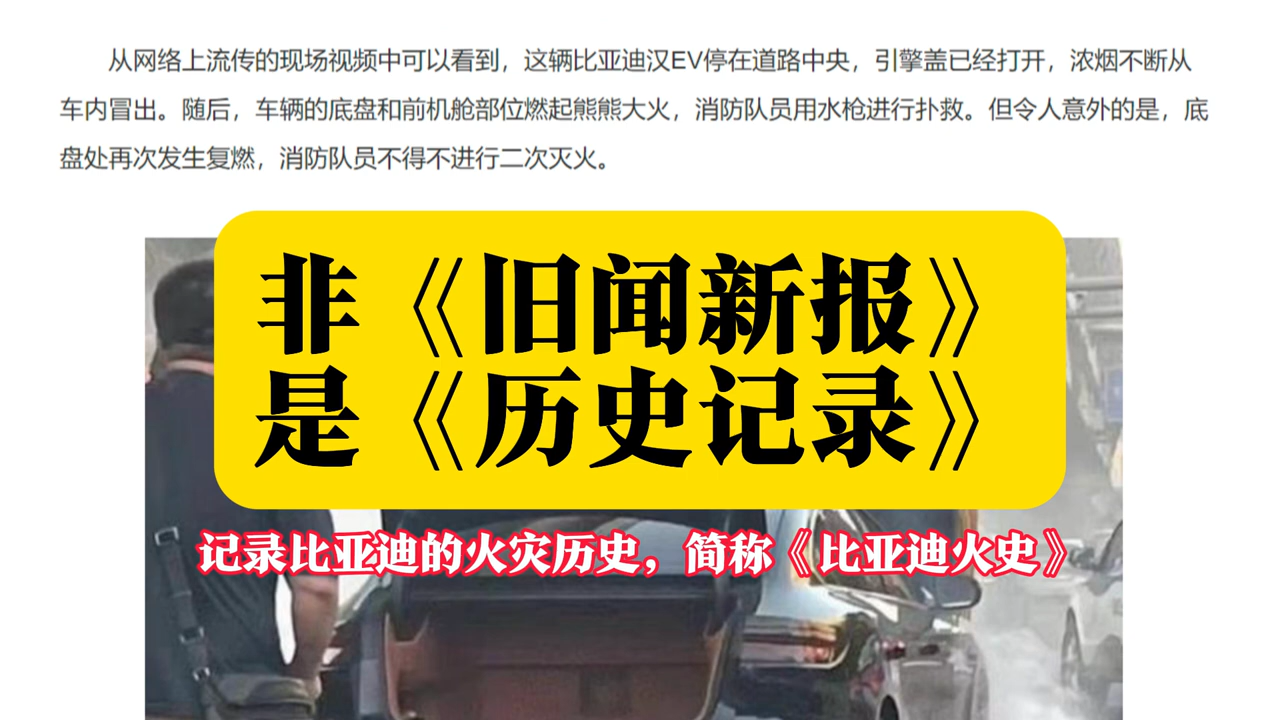 从网络上流传的现场视频中可以看到，这辆比亚迪汉EV停在道路中央，引擎盖已经打开，浓烟不断从
车内冒出。随后，车辆的底盘和前机舱部位燃起熊熊大火，消防队员用水枪进行扑救。但令人意外的是，底
盘处再次发生复燃，消防队员不得不进行二次灭火。
非《旧闻新报》
是《历史记录》
记录比亚迪的火灾历史，简称《比亚迪火史》